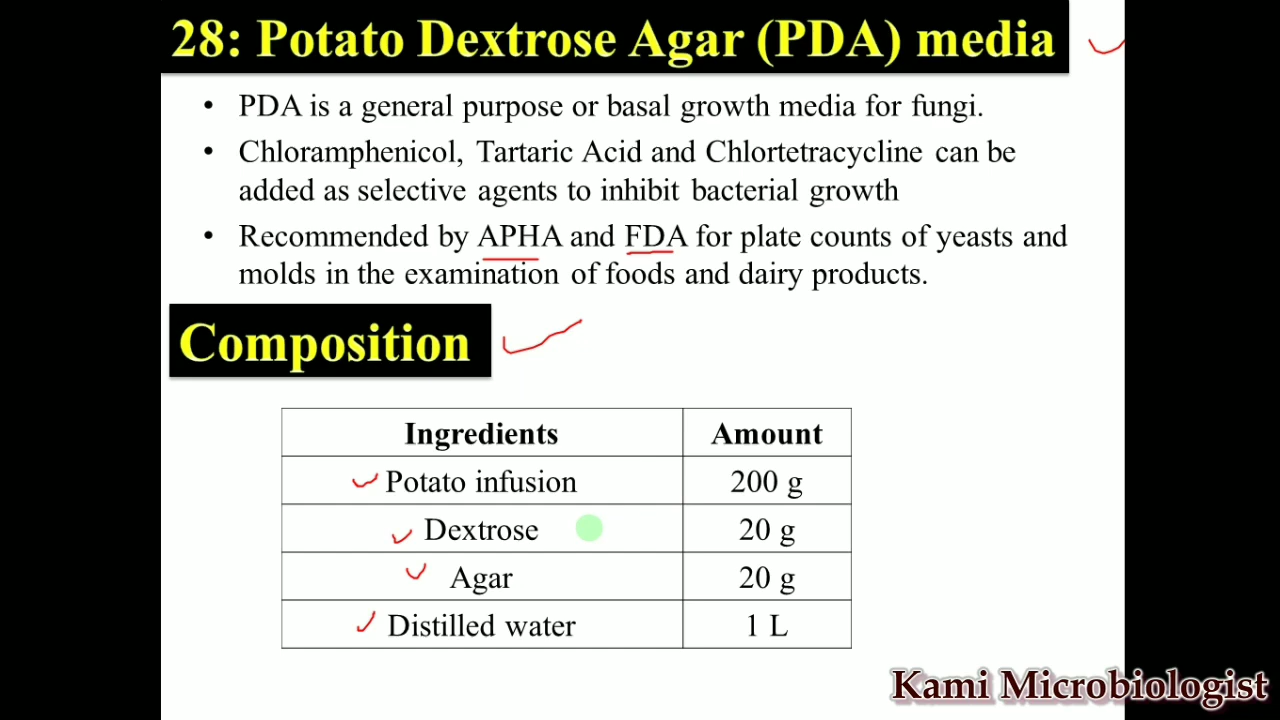 28: Potato Dextrose Agar (PDA) media
• PDA is a general purpose or basal growth media for fungi.
• Chloramphenicol, Tartaric Acid and Chlortetracycline can be
added as selective agents to inhibit bacterial growth
• Recommended by APHA and FDA for plate counts of yeasts and
molds in the examination of foods and dairy products.
Composition
Ingredients Amount
Potato infusion 200 g
Dextrose 20 g
Agar 20 g
Distilled water 1 L
Kami Microbiologist